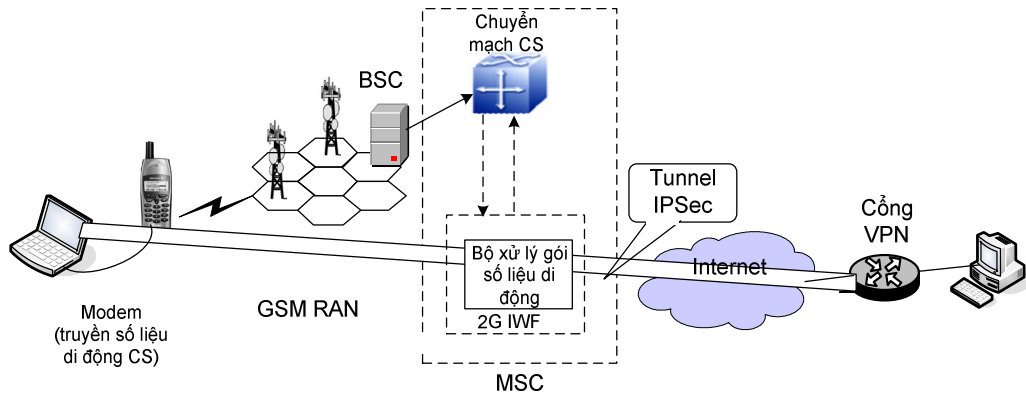 Chuyển
mạch CS
BSC
Tunnel
IPSec
Cổng
VPN
Internet
Bộ xử lý gói
số liệu di
động
2G IWF
GSM RAN
Modem
(truyền số liệu
di động CS)
MSC